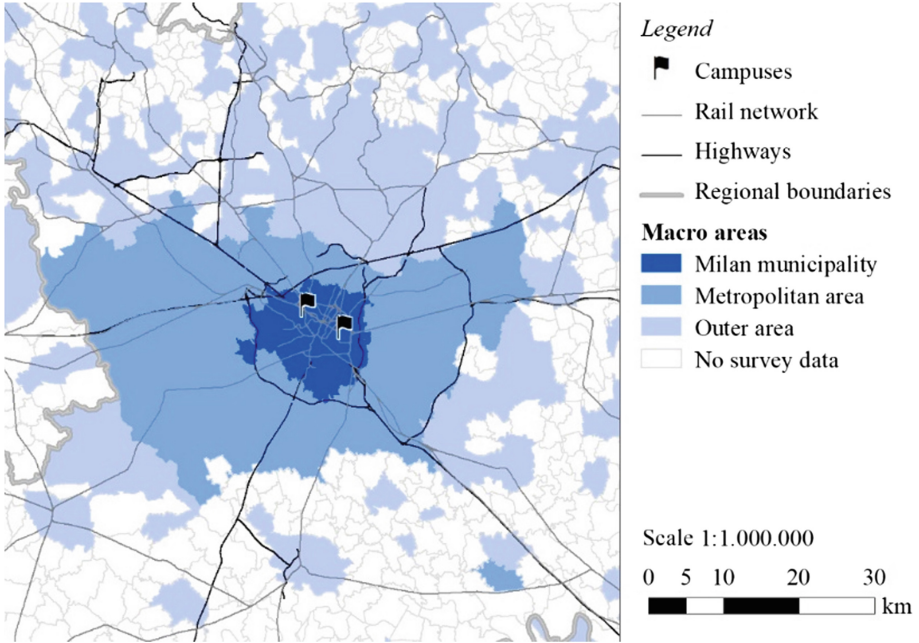 Legend
Campuses
Rail network
Highways
Regional boundaries
Macro areas
Milan municipality
Metropolitan area
Outer area
No survey data
Scale 1:1.000.000
0 5 10 20 30
km